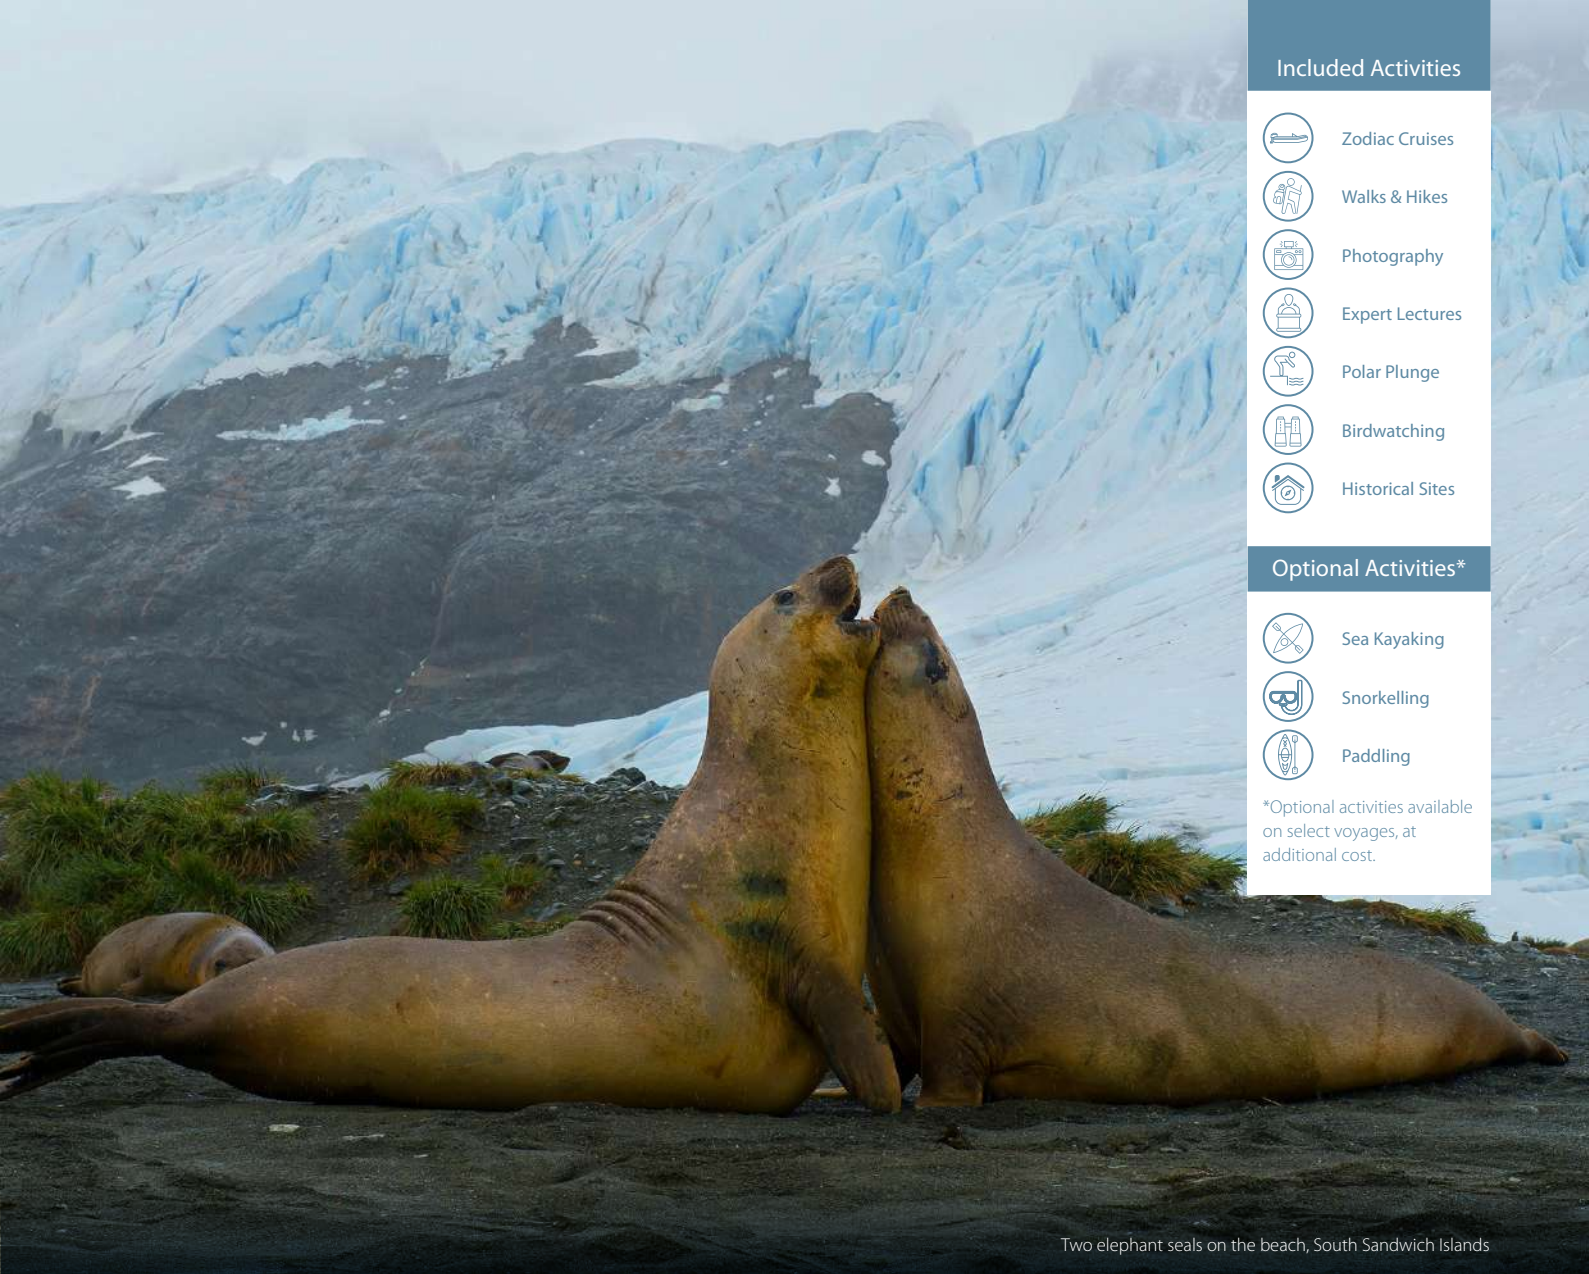 Included Activities
Zodiac Cruises
Walks & Hikes
Photography
Expert Lectures
Polar Plunge
Birdwatching
Historical Sites
Optional Activities*
Sea Kayaking
Snorkelling
Paddling
*Optional activities available
on select voyages, at
additional cost.
Two elephant seals on the beach, South Sandwich Islands